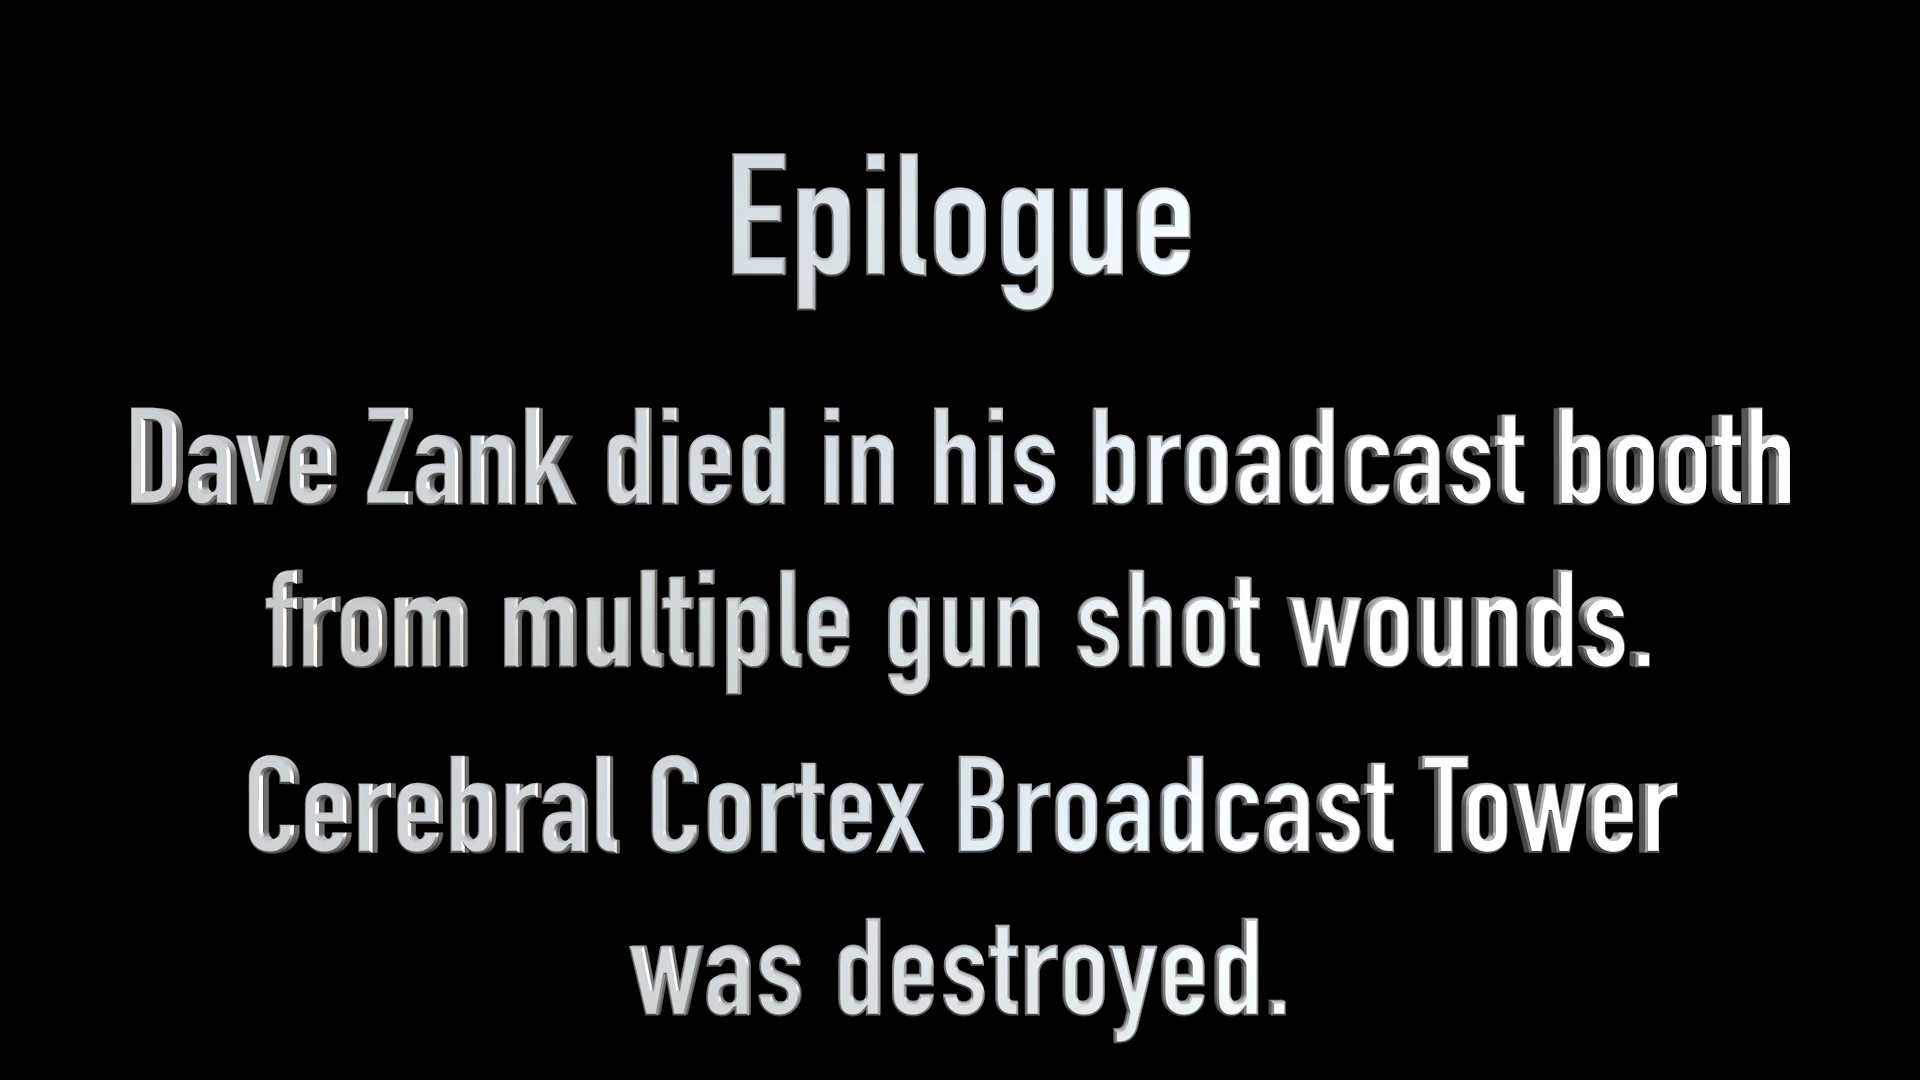 Epilogue
Dave Zank died in his broadcast booth
from multiple gun shot wounds.
Cerebral Cortex Broadcast Tower
was destroyed.